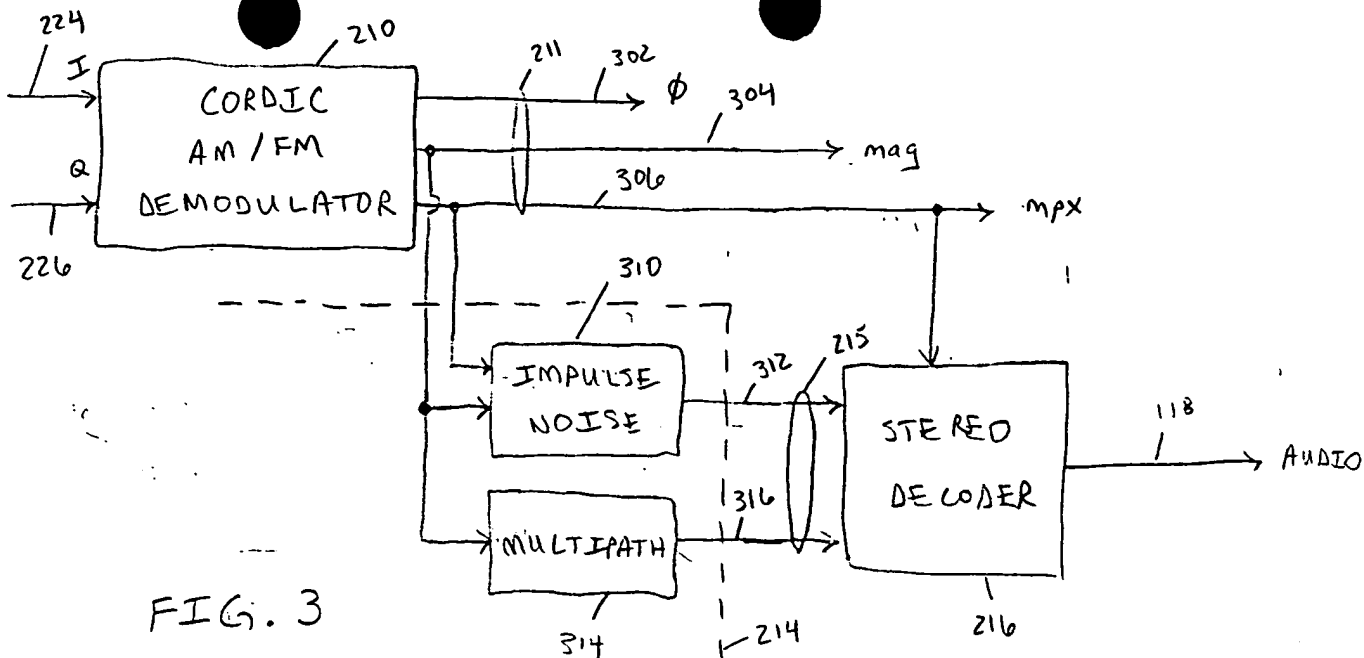 224
210
I
211
302
CORDIC
AM / FM
DEMODULATOR
φ
304
mag
Q
306
mpx
226
310
IMPULSE
NOISE
312
215
STEREO
DECODER
118
AUDIO
MULTIPATH
316
FIG. 3
314
214
216